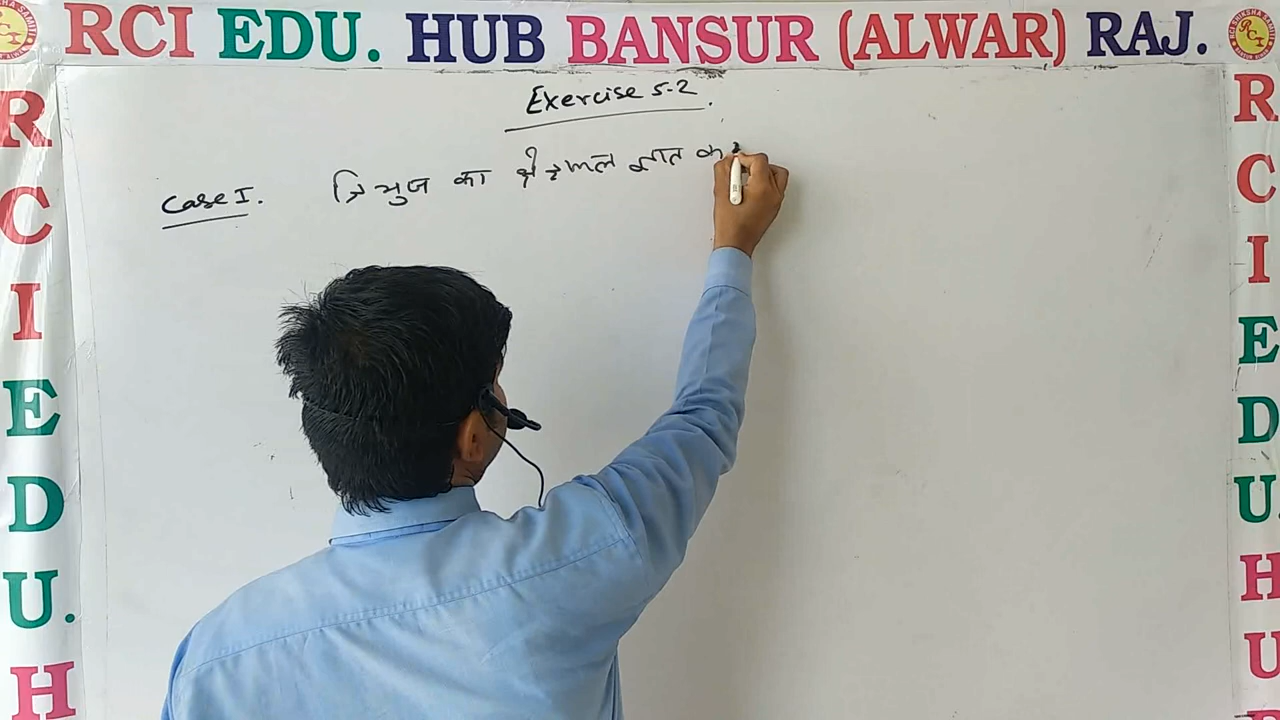 RCI EDU. HUB BANSUR (ALWAR) RAJ.
Exercise 5.2
Case I. त्रिभुज का क्षेत्रफल ज्ञात
R
C
I
E
D
U.
H
R
C
I
E
D
U.
H
U